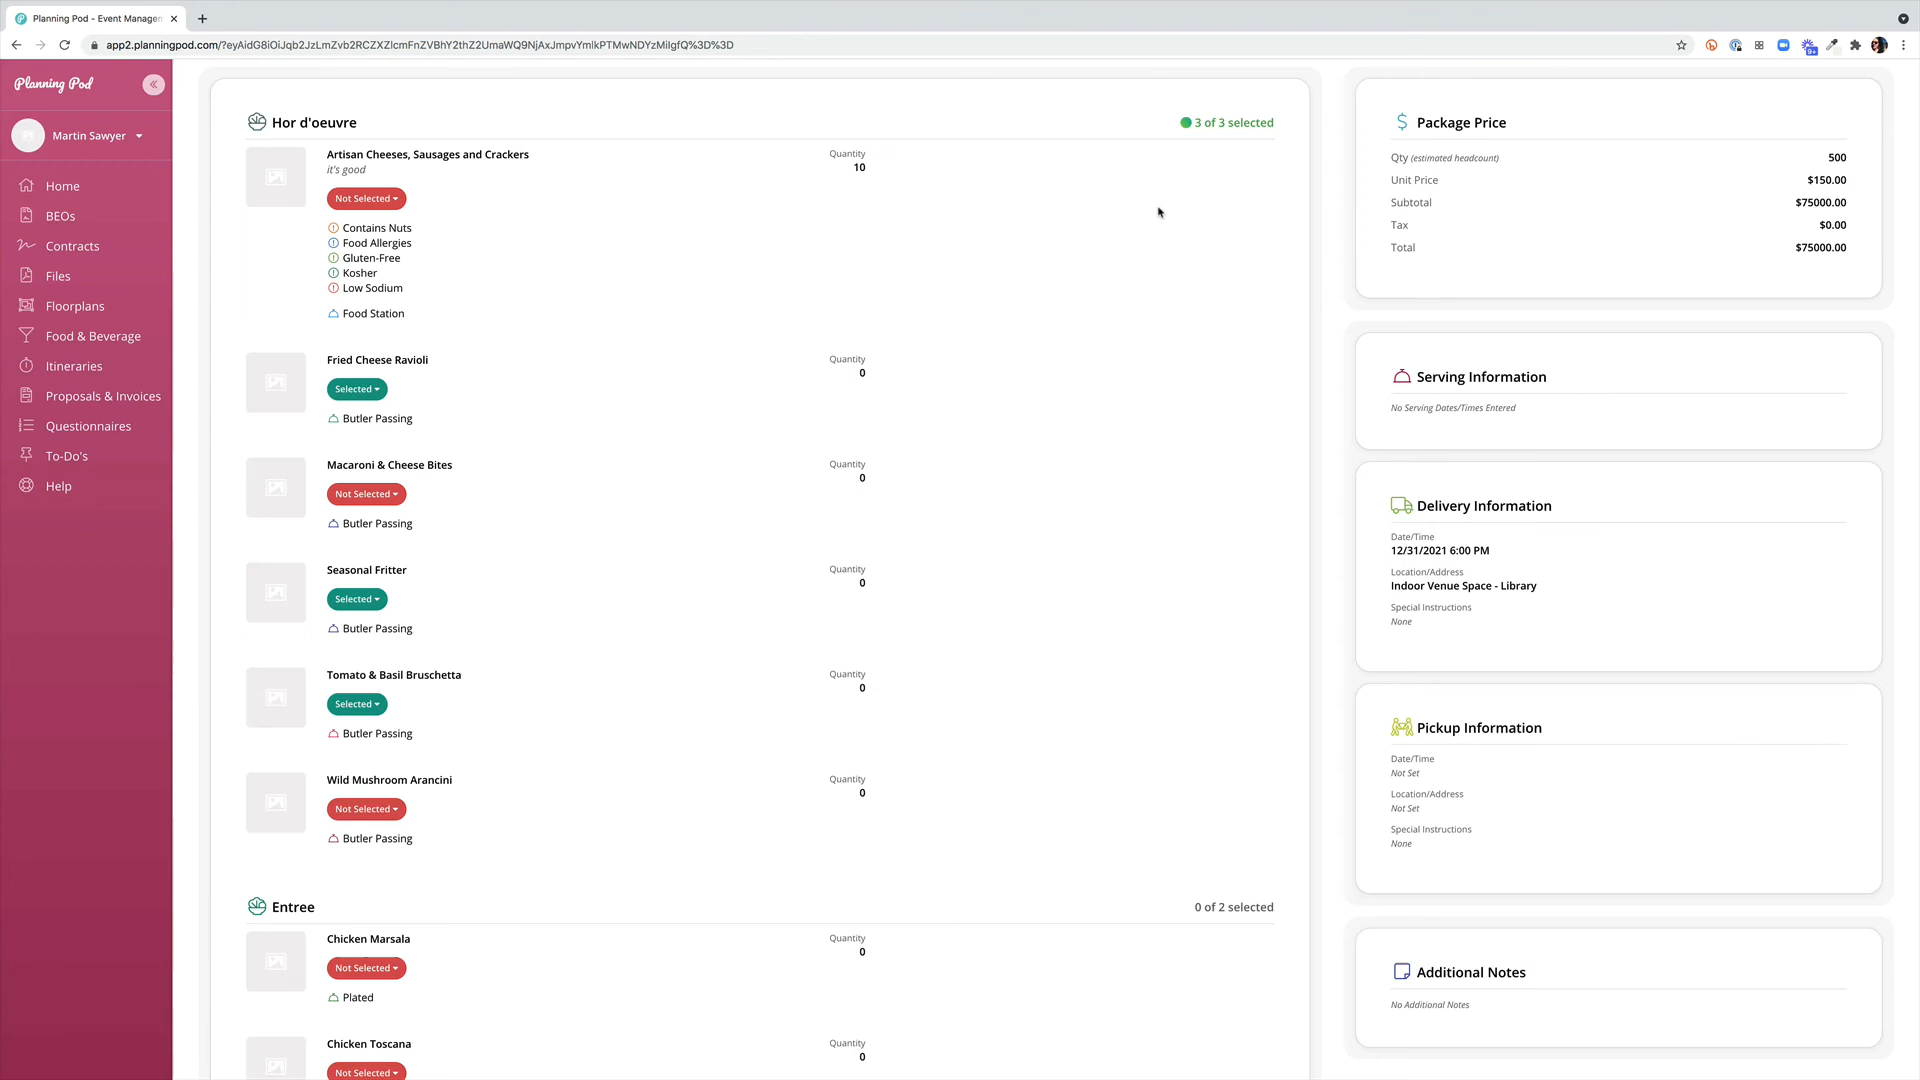 Planning Pod - Event Managem
app2.planningpod.com/?eyAidG8iOiJqb2JzLmZvb2RCZXZlcmFnZVBhY2thZ2UmaWQ9NjAxJmpvYmlkPTMwNDYzMiIgfQ%3D%3D
9+
Planning Pod
Martin Sawyer
Home
BEOs
Contracts
Files
Floorplans
Food & Beverage
Itineraries
Proposals & Invoices
Questionnaires
To-Do's
Help
Hor d'oeuvre
3 of 3 selected
Artisan Cheeses, Sausages and Crackers
it's good
Quantity
10
Not Selected
Contains Nuts
Food Allergies
Gluten-Free
Kosher
Low Sodium
Food Station
Fried Cheese Ravioli
Quantity
0
Selected
Butler Passing
Macaroni & Cheese Bites
Quantity
0
Not Selected
Butler Passing
Seasonal Fritter
Quantity
0
Selected
Butler Passing
Tomato & Basil Bruschetta
Quantity
0
Selected
Butler Passing
Wild Mushroom Arancini
Quantity
0
Not Selected
Butler Passing
Entree
0 of 2 selected
Chicken Marsala
Quantity
0
Not Selected
Plated
Chicken Toscana
Quantity
0
Not Selected
Package Price
Qty (estimated headcount) 500
Unit Price $150.00
Subtotal $75000.00
Tax $0.00
Total $75000.00
Serving Information
No Serving Dates/Times Entered
Delivery Information
Date/Time
12/31/2021 6:00 PM
Location/Address
Indoor Venue Space - Library
Special Instructions
None
Pickup Information
Date/Time
Not Set
Location/Address
Not Set
Special Instructions
None
Additional Notes
No Additional Notes